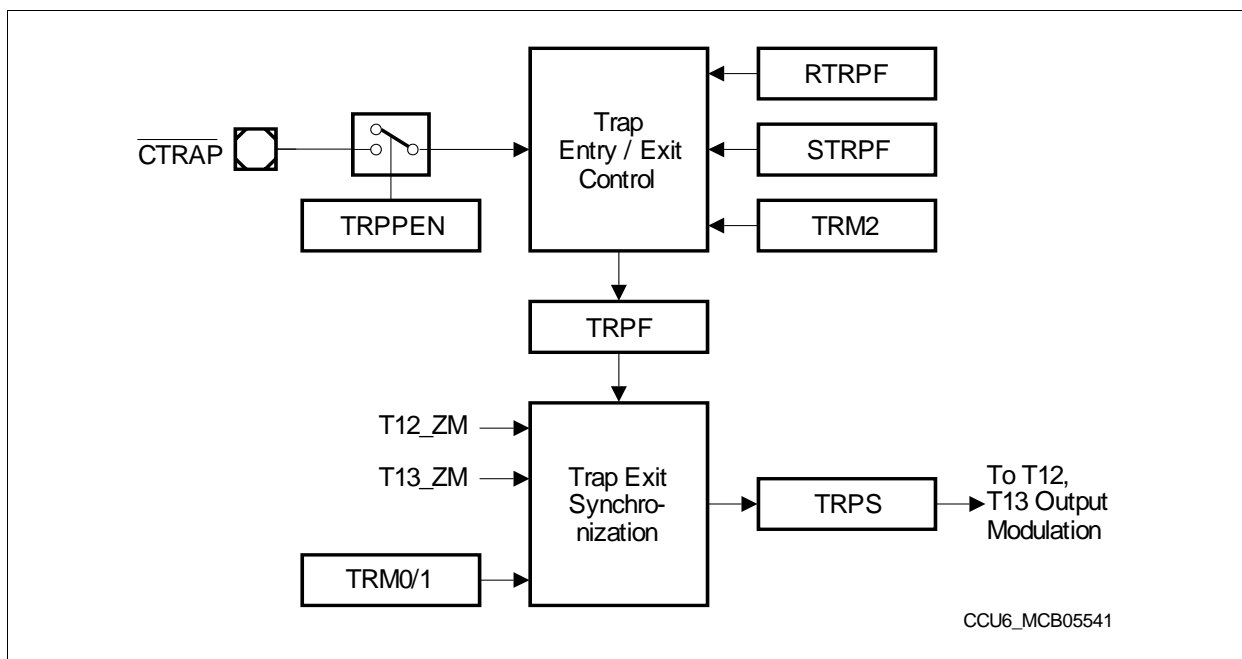 RTRPF
CTRAP
Trap
Entry / Exit
Control
STRPF
TRPPEN
TRM2
TRPF
T12_ZM
T13_ZM
Trap Exit
Synchro-
nization
TRPS
To T12,
T13 Output
Modulation
TRM0/1
CCU6_MCB05541